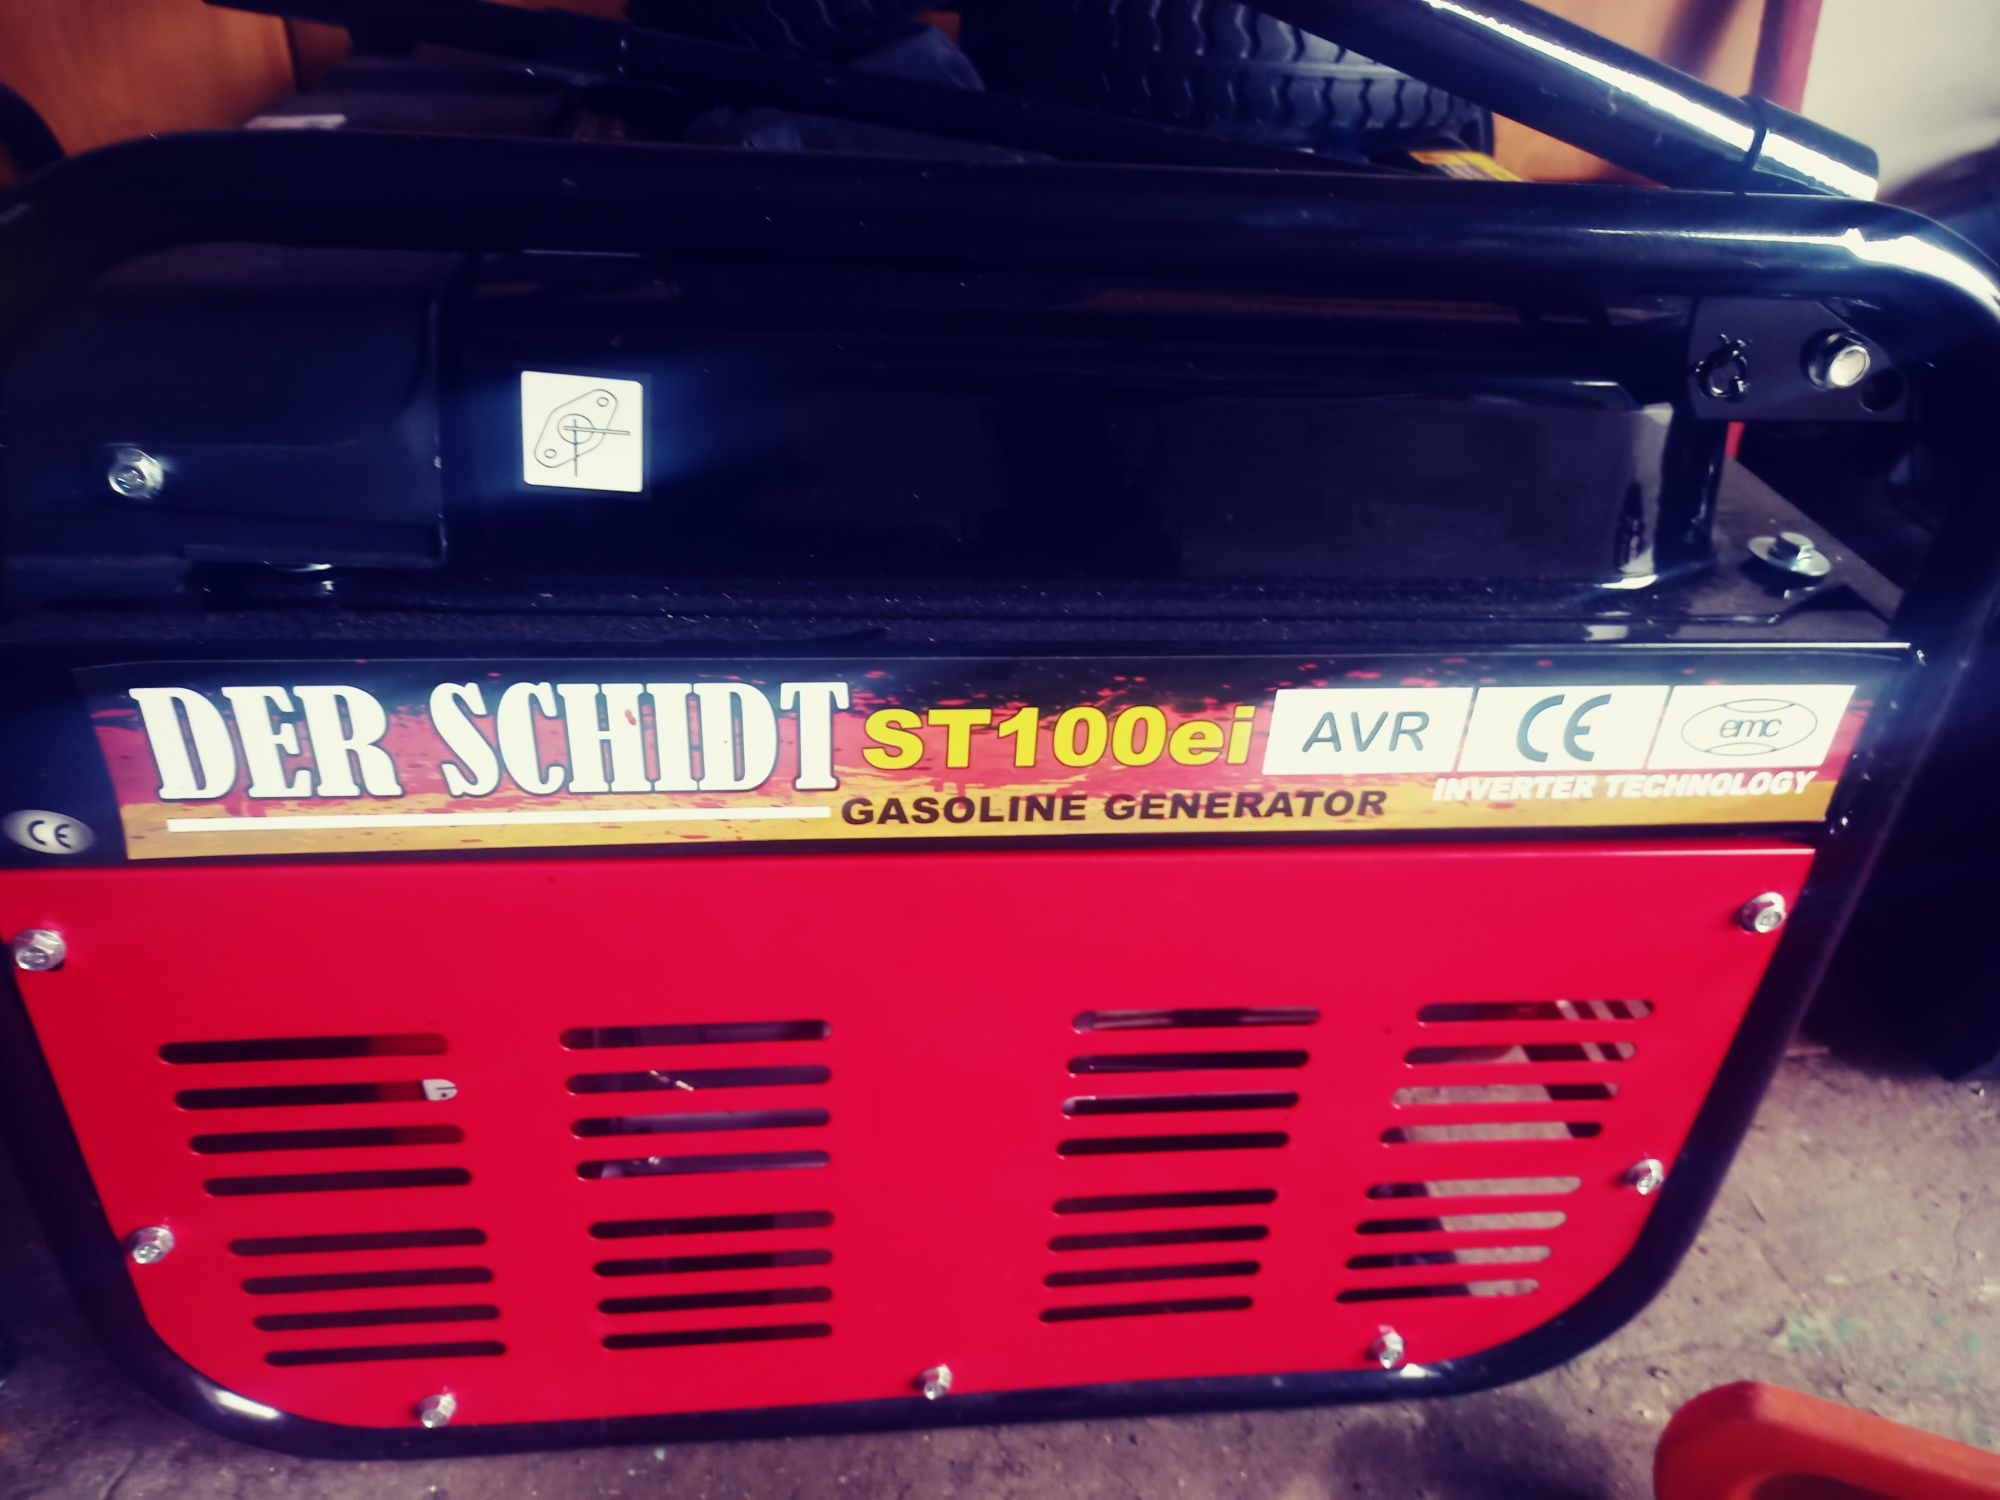 DER SCHIDT ST100ei AVR CE emc
GASOLINE GENERATOR INVERTER TECHNOLOGY
CE